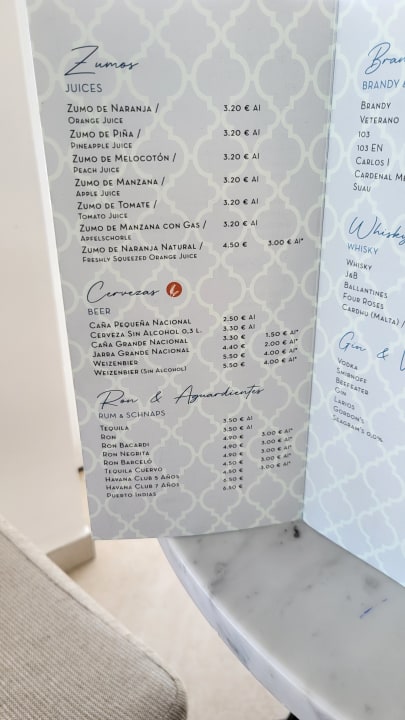 Zumos
JUICES
ZUMO DE NARANJA / 3.20 € AI
ORANGE JUICE
ZUMO DE PIÑA / 3.20 € AI
PINEAPPLE JUICE
ZUMO DE MELOCOTÓN / 3.20 € AI
PEACH JUICE
ZUMO DE MANZANA / 3.20 € AI
APPLE JUICE
ZUMO DE TOMATE / 3.20 € AI
TOMATO JUICE
ZUMO DE MANZANA CON GAS / 3.20 € AI
APFELSCHORLE
ZUMO DE NARANJA NATURAL / 4.50 € 3.00 € AI*
FRESHLY SQUEEZED ORANGE JUICE
Cervezas
BEER
CAÑA PEQUEÑA NACIONAL 2.50 € AI
CERVEZA SIN ALCOHOL 0,3 L. 3.30 € AI
CAÑA GRANDE NACIONAL 3.30 € 1.50 € AI*
JARRA GRANDE NACIONAL 4.40 € 2.00 € AI*
WEIZENBIER 5.50 € 4.00 € AI*
WEIZENBIER (SIN ALCOHOL) 5.50 € 4.00 € AI*
Ron & Aguardientes
RUM & SCHNAPS
TEQUILA 3.50 € AI
RON 3.50 € AI
RON BACARDI 4.90 € 3.00 € AI*
RON NEGRITA 4.90 € 3.00 € AI*
RON BARCELÓ 4.90 € 3.00 € AI*
TEQUILA CUERVO 4.50 € 3.00 € AI*
HAVANA CLUB 5 AÑOS 4.50 € 3.00 € AI*
HAVANA CLUB 7 AÑOS 6.50 €
PUERTO INDIAS 6.50 €
BRANDY
BRANDY
VETERANO
103
103 EN
CARLOS I
CARDENAL
SUAU
Whisky
WHISKY
WHISKY
J&B
BALLANTINES
FOUR ROSES
CARDHU (MALTA) /
Gin &
VODKA
SMIRNOFF
BEEFEATER
GIN
LARIOS
GORDON'S
SEAGRAM'S 0,0%